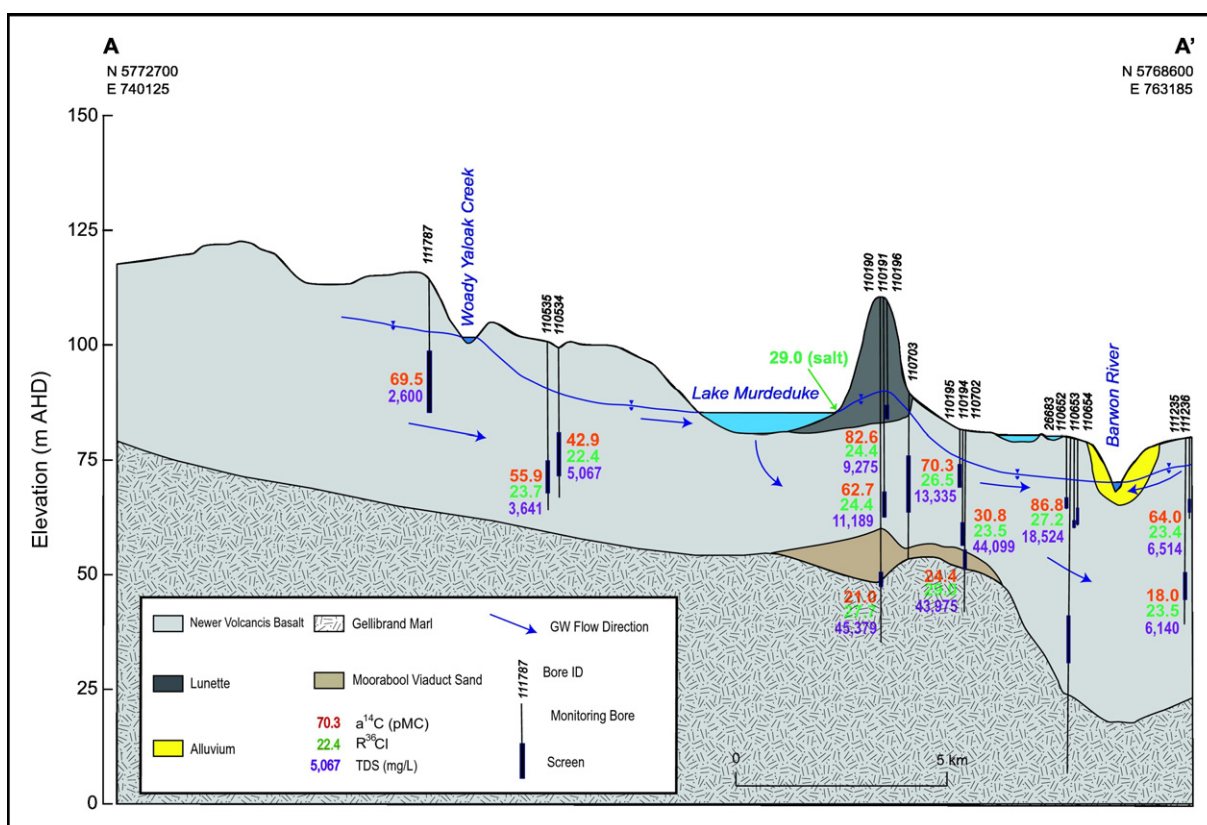 A
N 5772700
E 740125
A'
N 5768600
E 763185
Elevation (m AHD)
150
125
100
75
50
25
0
111787
Woady Yaloak Creek
110535
110534
Lake Murdeduke
29.0 (salt)
110190
110191
110196
110703
110195
110194
110702
26683
110652
110653
110654
Barwon River
111235
111236
69.5
2,600
55.9
23.7
3,641
42.9
22.4
5,067
82.6
24.4
9,275
62.7
24.4
11,189
21.0
27.7
45,379
70.3
26.5
13,335
30.8
23.5
44,099
24.4
43,975
86.8
27.2
18,524
64.0
23.4
6,514
18.0
23.5
6,140
Newer Volcancis Basalt
Gellibrand Marl
GW Flow Direction
Lunette
Moorabool Viaduct Sand
111787
Bore ID
Monitoring Bore
Screen
Alluvium
70.3 a¹⁴C (pMC)
22.4 R³⁶Cl
5,067 TDS (mg/L)
0
5 km